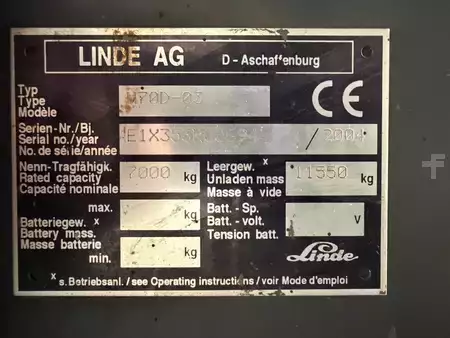 LINDE AG D - Aschaffenburg
Typ
Type
Modèle
CE
Serien-Nr./Bj.
Serial no./year / 2004
No. de série/année
Nenn-Tragfähigk.
Rated capacity 7000 kg
Capacité nominale
Leergew. x
Unladen mass 11550 kg
Masse à vide
max. kg
Batteriegew. x
Battery mass.
Masse batterie
min. kg
Batt. - Sp.
Batt. - volt. V
Tension batt.
Linde
x s. Betriebsanl. / see Operating instructions / voir Mode d'emploi